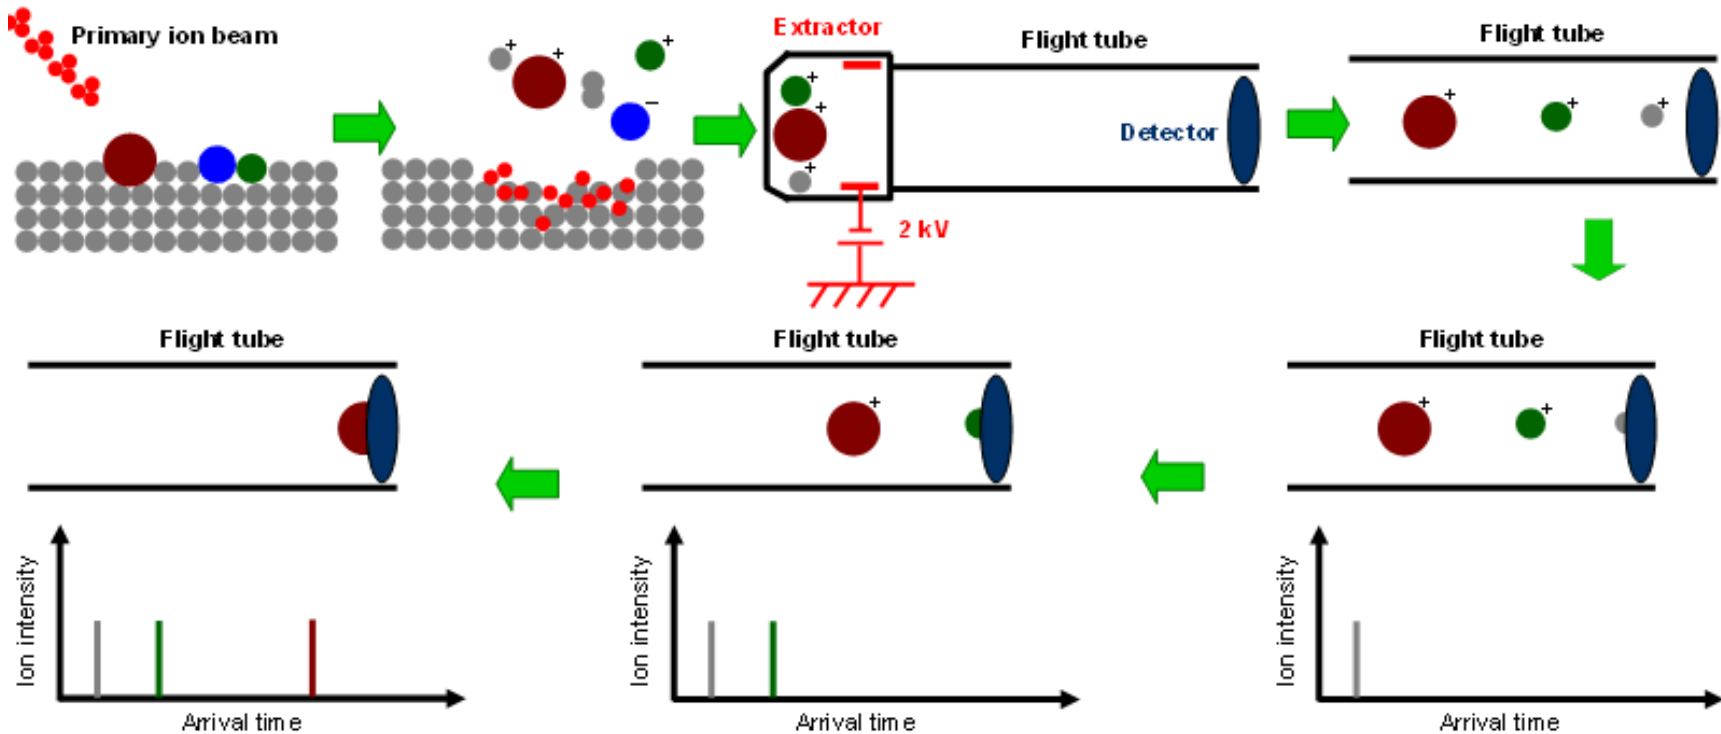 Primary ion beam
+
+
+
−
Extractor
+
+
+
2 kV
Flight tube
Detector
Flight tube
+
+
+
Flight tube
Flight tube
+
Flight tube
+
+
Ion intensity
Arrival time
Ion intensity
Arrival time
Ion intensity
Arrival time